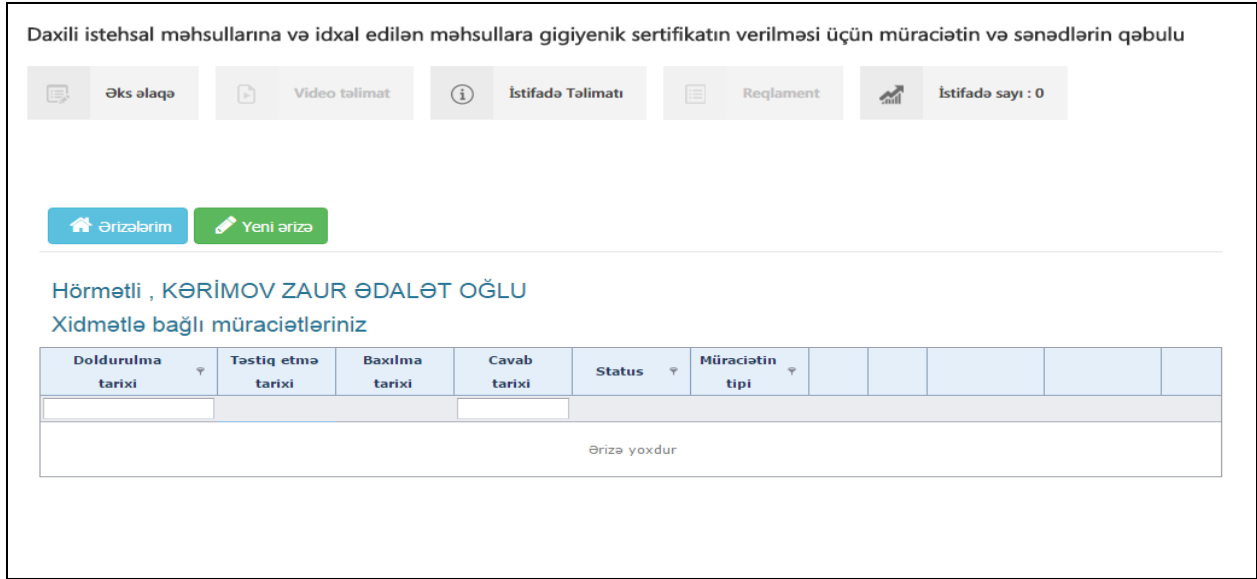 Daxili istehsal məhsullarına və idxal edilən məhsullara gigiyenik sertifikatın verilməsi üçün müraciətin və sənədlərin qəbulu
Əks əlaqə
Video təlimat
İstifadə Təlimatı
Reqlament
İstifadə sayı : 0
Ərizələrim
Yeni ərizə
Hörmətli , KƏRİMOV ZAUR ƏDALƏT OĞLU
Xidmətlə bağlı müraciətləriniz
Doldurulma tarixi
Təstiq etmə tarixi
Baxılma tarixi
Cavab tarixi
Status
Müraciətin tipi
Ərizə yoxdur